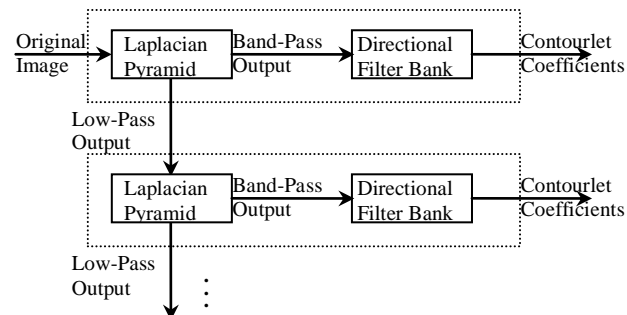 Original
Image
Laplacian
Pyramid
Band-Pass
Output
Directional
Filter Bank
Contourlet
Coefficients
Low-Pass
Output
Laplacian
Pyramid
Band-Pass
Output
Directional
Filter Bank
Contourlet
Coefficients
Low-Pass
Output